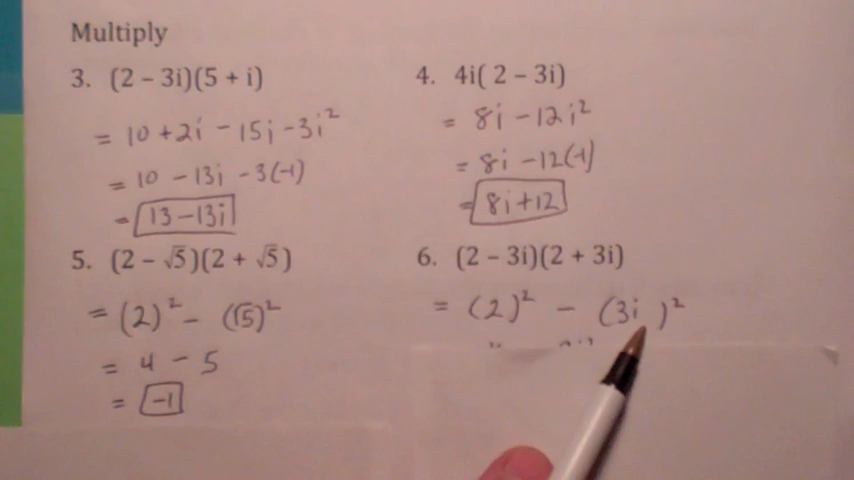 Multiply
3. (2 – 3i)(5 + i)
= 10 + 2i – 15i – 3i²
= 10 – 13i – 3(-1)
= 13 – 13i
4. 4i( 2 – 3i)
= 8i – 12i²
= 8i – 12(-1)
= 8i + 12
5. (2 – √5)(2 + √5)
= (2)² – (√5)²
= 4 – 5
= -1
6. (2 – 3i)(2 + 3i)
= (2)² – (3i )²